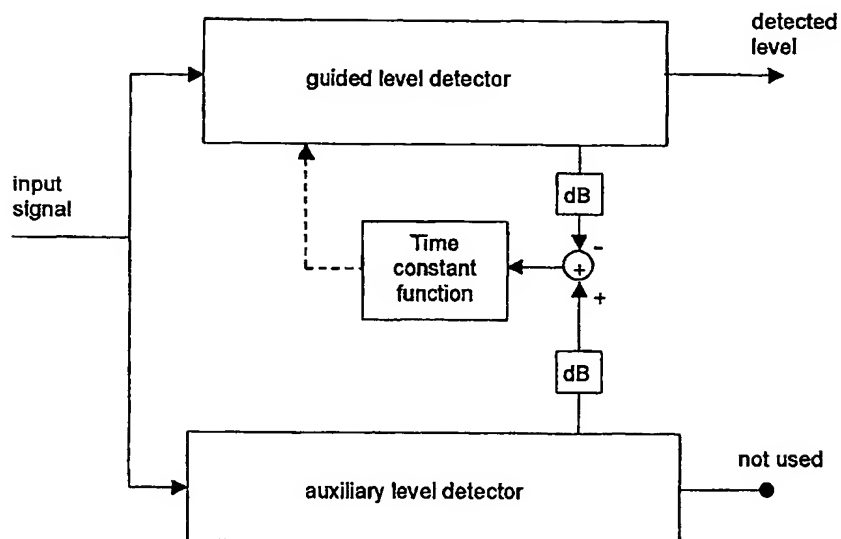 detected
level
guided level detector
input
signal
dB
Time
constant
function
-
+
+
dB
not used
auxiliary level detector